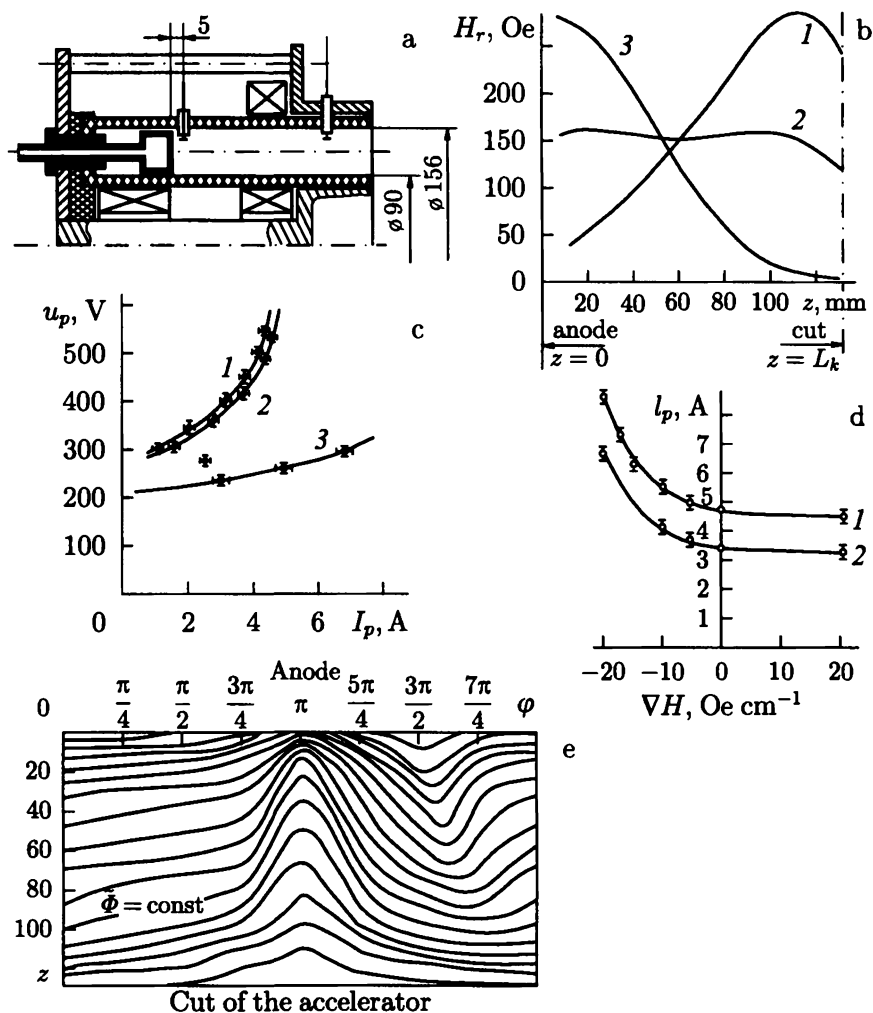 a
5
ø 90
ø 156
b
H_r, Oe
200
150
100
50
0
20 40 60 80 100 z, mm
3
1
2
anode
z = 0
cut
z = L_k
c
u_p, V
500
400
300
200
100
0
2 4 6 I_p, A
1
2
3
d
l_p, A
7
6
5
4
3
2
1
1
2
−20 −10 0 10 20
∇H, Oe cm⁻¹
e
Anode
0 π/4 π/2 3π/4 π 5π/4 3π/2 7π/4 φ
20
40
60
80
100
z
Φ̃ = const
Cut of the accelerator